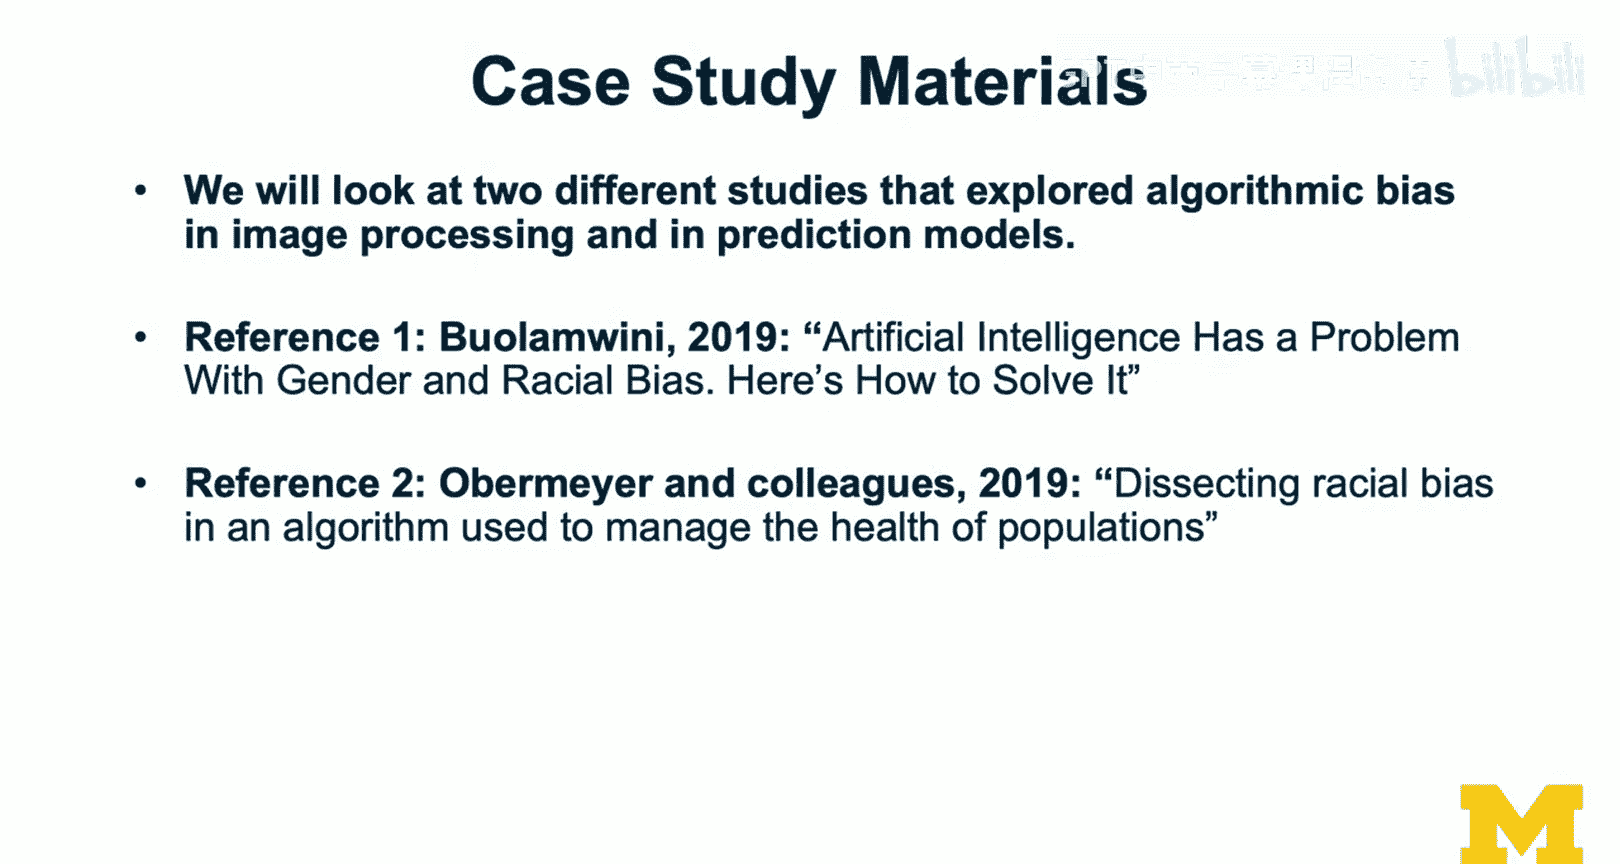 Case Study Materials
bilibili
• We will look at two different studies that explored algorithmic bias
in image processing and in prediction models.
• Reference 1: Buolamwini, 2019: “Artificial Intelligence Has a Problem
With Gender and Racial Bias. Here’s How to Solve It”
• Reference 2: Obermeyer and colleagues, 2019: “Dissecting racial bias
in an algorithm used to manage the health of populations”
M